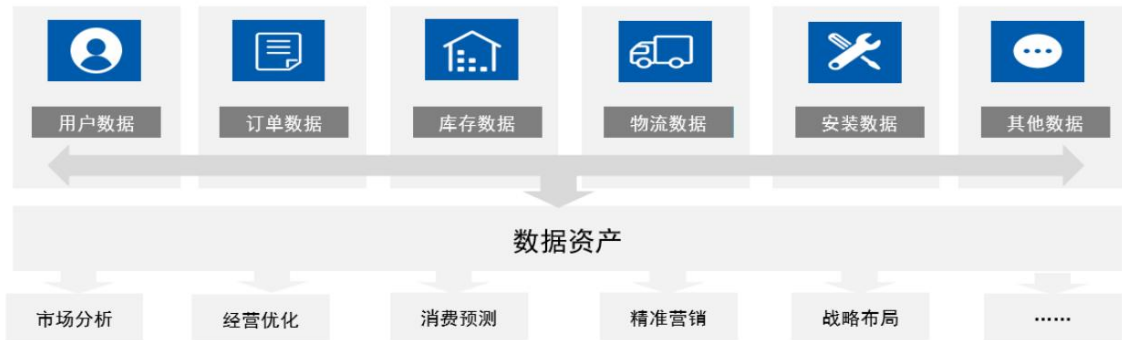 用户数据
订单数据
库存数据
物流数据
安装数据
其他数据
数据资产
市场分析
经营优化
消费预测
精准营销
战略布局
……